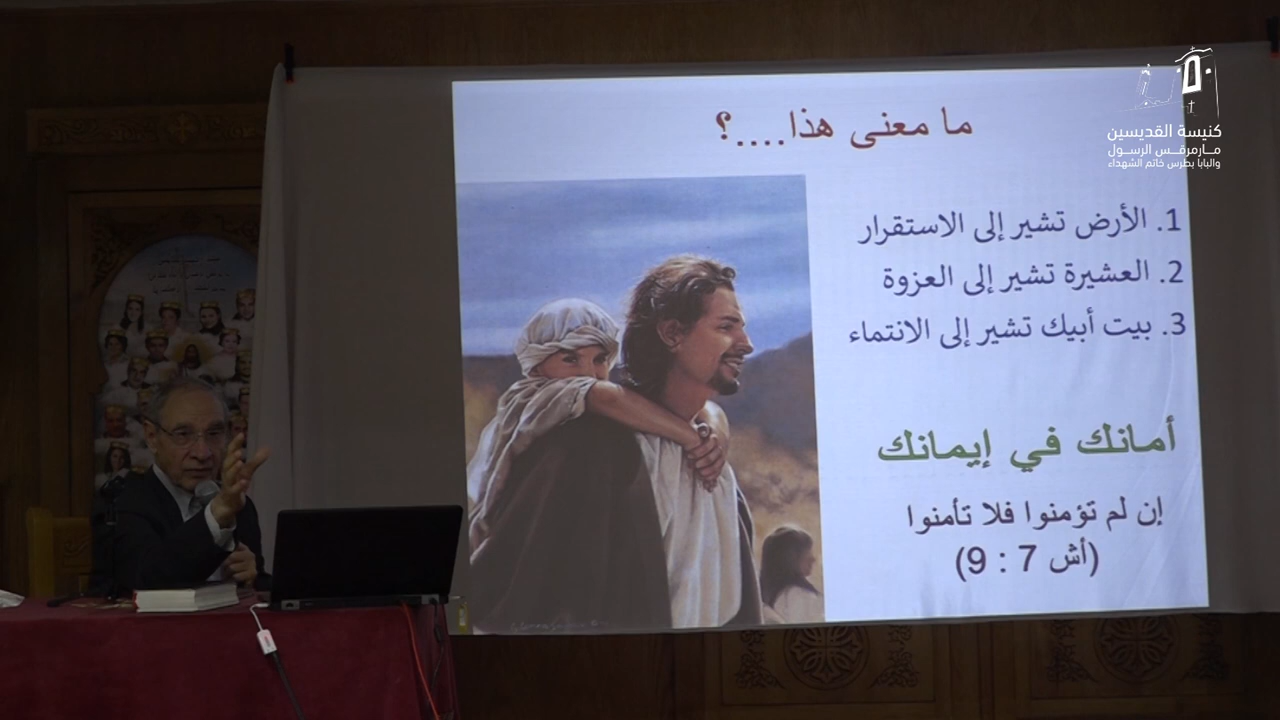 ما معنى هذا....؟
1. الأرض تشير إلى الاستقرار
2. العشيرة تشير إلى العزوة
3. بيت أبيك تشير إلى الانتماء
أمانك في إيمانك
إن لم تؤمنوا فلا تأمنوا
(أش 7 : 9)
كنيسة القديسين
مارمرقس الرسول
والبابا بطرس خاتم الشهداء